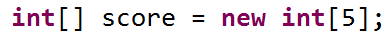 int[] score = new int[5];